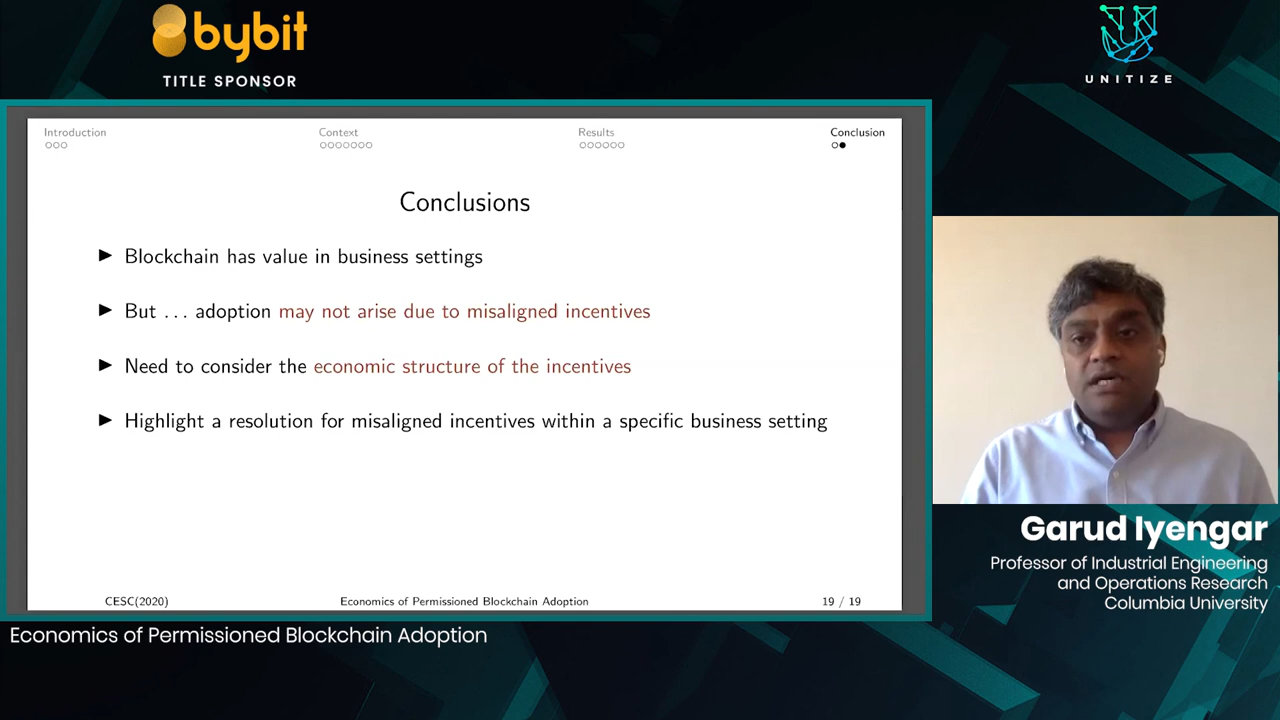 bybit
TITLE SPONSOR
UNITIZE
Introduction
Context
Results
Conclusion
Conclusions
▶ Blockchain has value in business settings
▶ But ... adoption may not arise due to misaligned incentives
▶ Need to consider the economic structure of the incentives
▶ Highlight a resolution for misaligned incentives within a specific business setting
CESC(2020)
Economics of Permissioned Blockchain Adoption
19 / 19
Garud Iyengar
Professor of Industrial Engineering
and Operations Research
Columbia University
Economics of Permissioned Blockchain Adoption